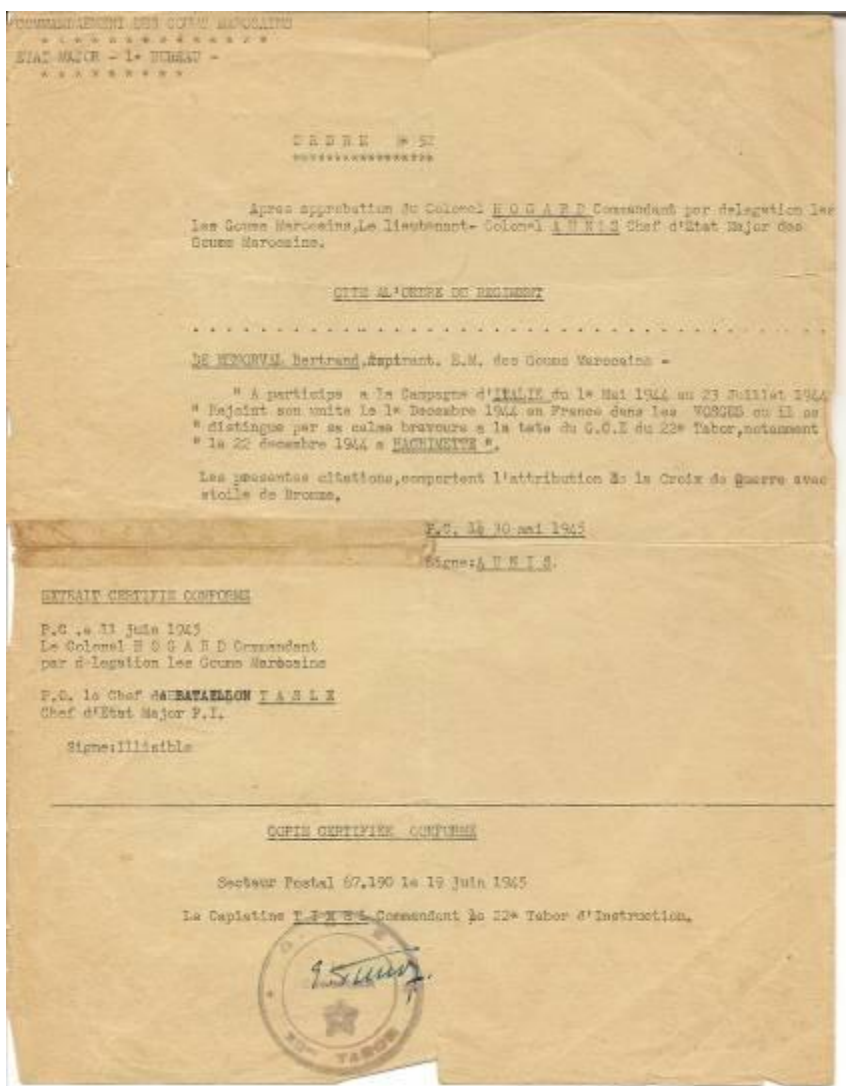 COMMANDEMENT DES GOUMS MAROCAINS
ETAT MAJOR - 1° BUREAU -
O R D R E N° 52
Apres approbation du Colonel H O G A R D Commandant par delegation les
Les Goums Marocains,Le lieutenant- Colonel A U N I S Chef d'Etat Major des
Goums Marocains.
CITE AL'ORDRE DU REGIMENT
DE MENORVAL Bertrand,Aspirant. E.M. des Goums Marocains -
" A participe a la Campagne d'ITALIE du 1° Mai 1944 au 23 Juillet 1944
" Rejoint son unite le 1° Decembre 1944 en France dans les VOSGES ou il se
" distingue par sa calme bravoure a la tete du G.C.E du 22° Tabor,notamment
" le 22 decembre 1944 a HACHIMETTE ".
Les presentes citations,comportent l'attribution de la Croix de Guerre avec
etoile de Bronze.
P.C. le 30 mai 1945
Signe:A U N I S.
EXTRAIT CERTIFIE CONFORME
P.C .e 11 juin 1945
Le Colonel H O G A R D Commandant
par delegation les Goums Marocains
P.O. le Chef de BATAILLON T A S L E
Chef d'Etat Major P.I.
Signe:Illisible
COPIE CERTIFIEE CONFORME
Secteur Postal 67.190 le 19 juin 1945
Le Capiatine Commandant le 22° Tabor d'Instruction.
TABOR